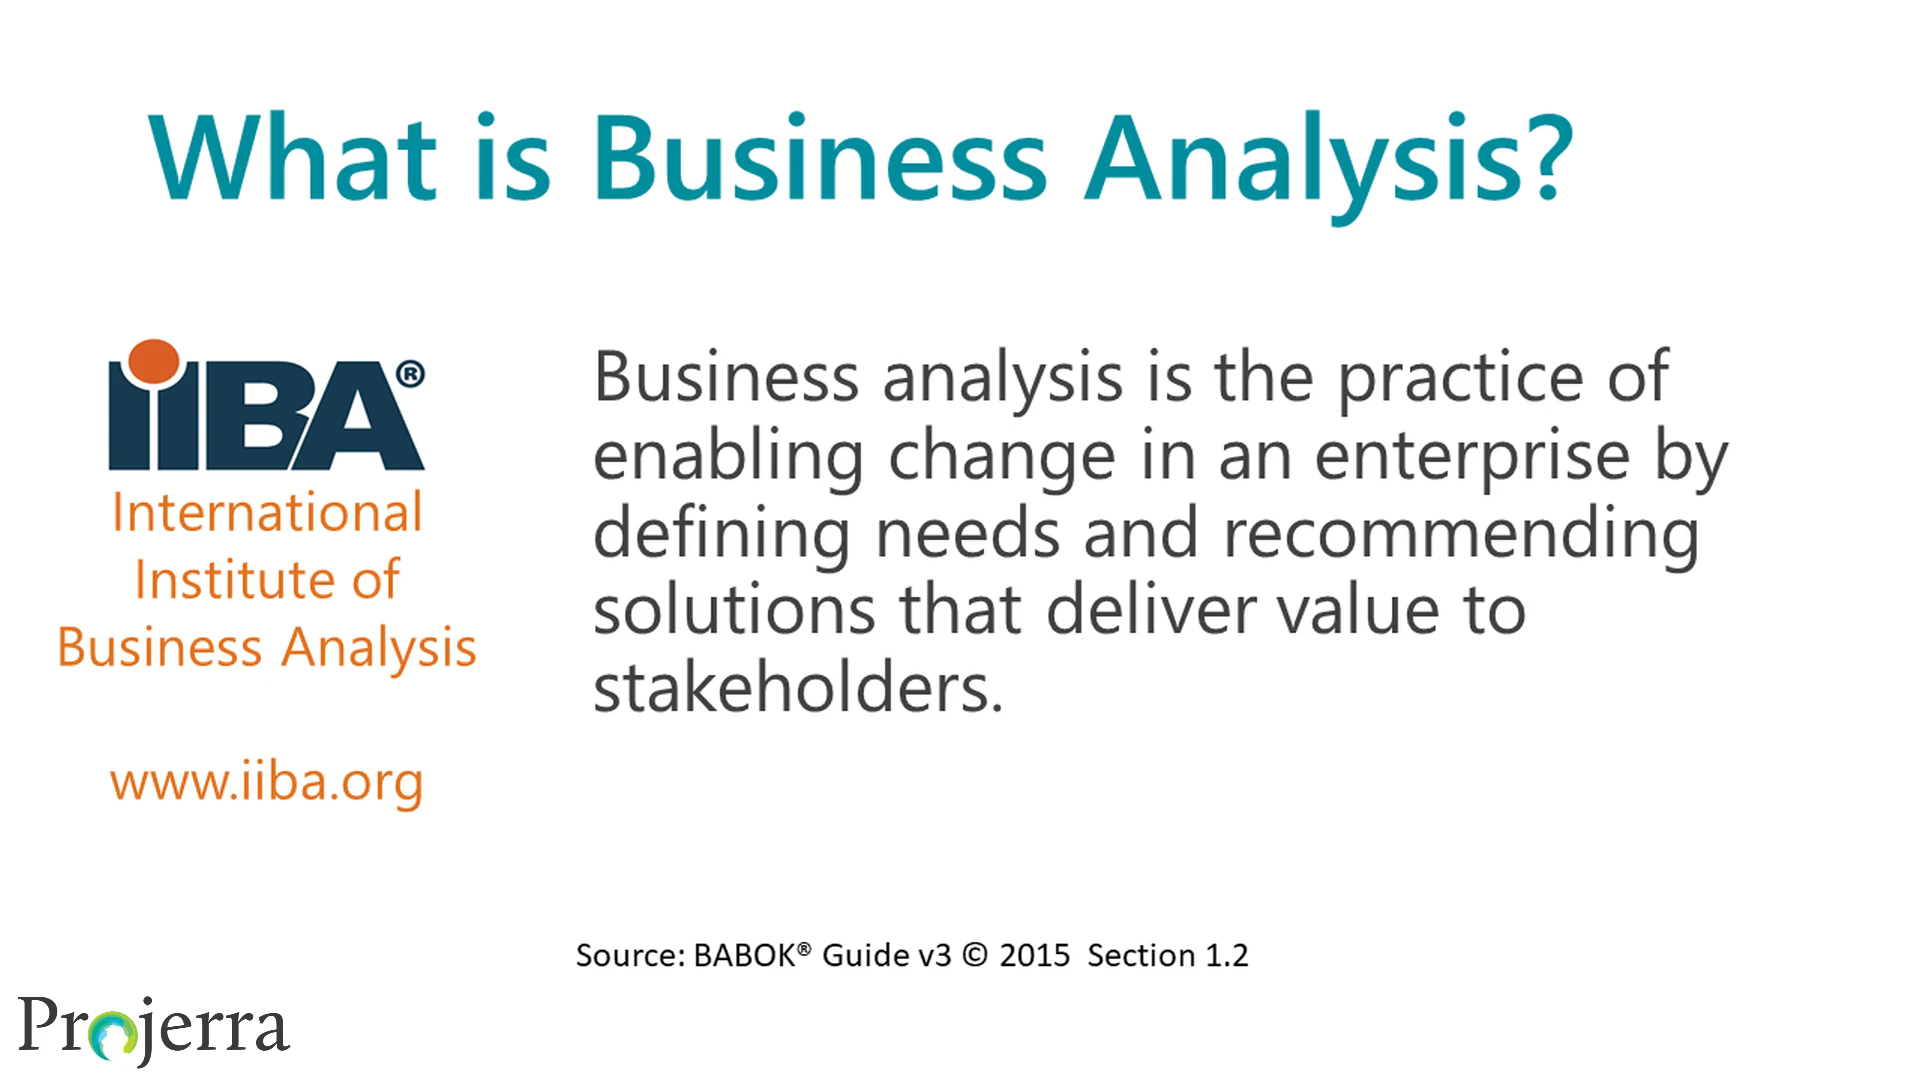 What is Business Analysis?
iiBA®
International
Institute of
Business Analysis
www.iiba.org
Business analysis is the practice of
enabling change in an enterprise by
defining needs and recommending
solutions that deliver value to
stakeholders.
Source: BABOK® Guide v3 © 2015  Section 1.2
Projerra